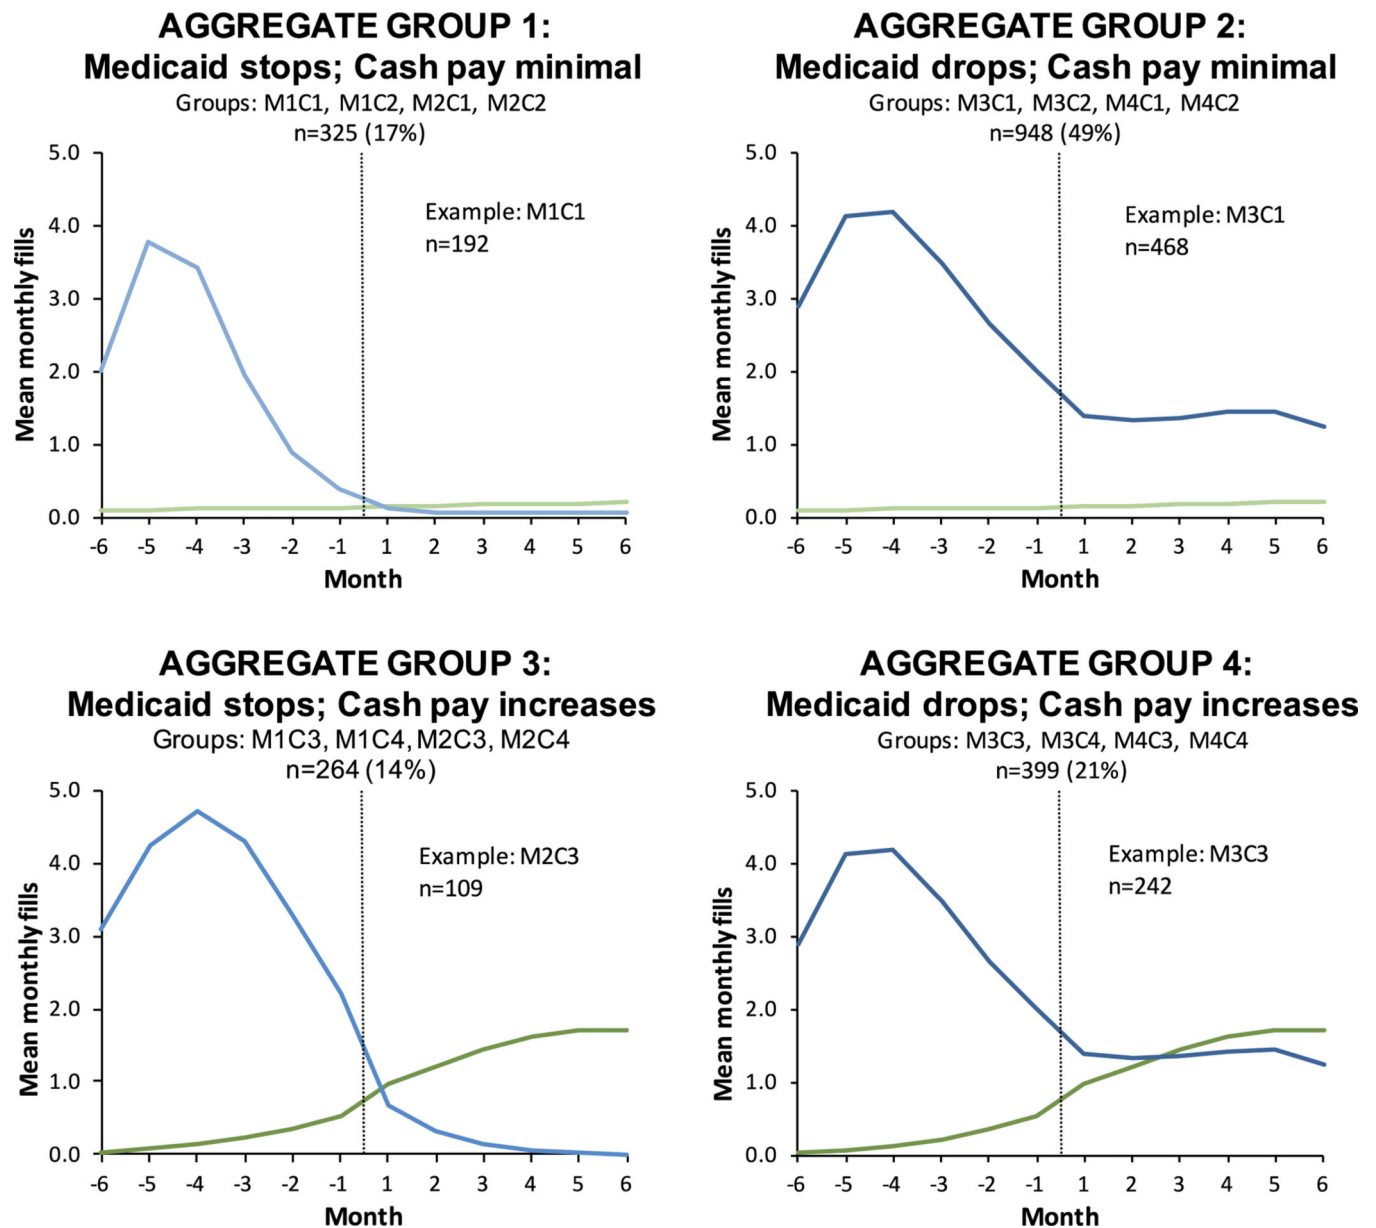 AGGREGATE GROUP 1:
Medicaid stops; Cash pay minimal
Groups: M1C1, M1C2, M2C1, M2C2
n=325 (17%)
5.0
4.0
3.0
2.0
1.0
0.0
Mean monthly fills
Example: M1C1
n=192
-6 -5 -4 -3 -2 -1 1 2 3 4 5 6
Month
AGGREGATE GROUP 2:
Medicaid drops; Cash pay minimal
Groups: M3C1, M3C2, M4C1, M4C2
n=948 (49%)
5.0
4.0
3.0
2.0
1.0
0.0
Mean monthly fills
Example: M3C1
n=468
-6 -5 -4 -3 -2 -1 1 2 3 4 5 6
Month
AGGREGATE GROUP 3:
Medicaid stops; Cash pay increases
Groups: M1C3, M1C4, M2C3, M2C4
n=264 (14%)
5.0
4.0
3.0
2.0
1.0
0.0
Mean monthly fills
Example: M2C3
n=109
-6 -5 -4 -3 -2 -1 1 2 3 4 5 6
Month
AGGREGATE GROUP 4:
Medicaid drops; Cash pay increases
Groups: M3C3, M3C4, M4C3, M4C4
n=399 (21%)
5.0
4.0
3.0
2.0
1.0
0.0
Mean monthly fills
Example: M3C3
n=242
-6 -5 -4 -3 -2 -1 1 2 3 4 5 6
Month